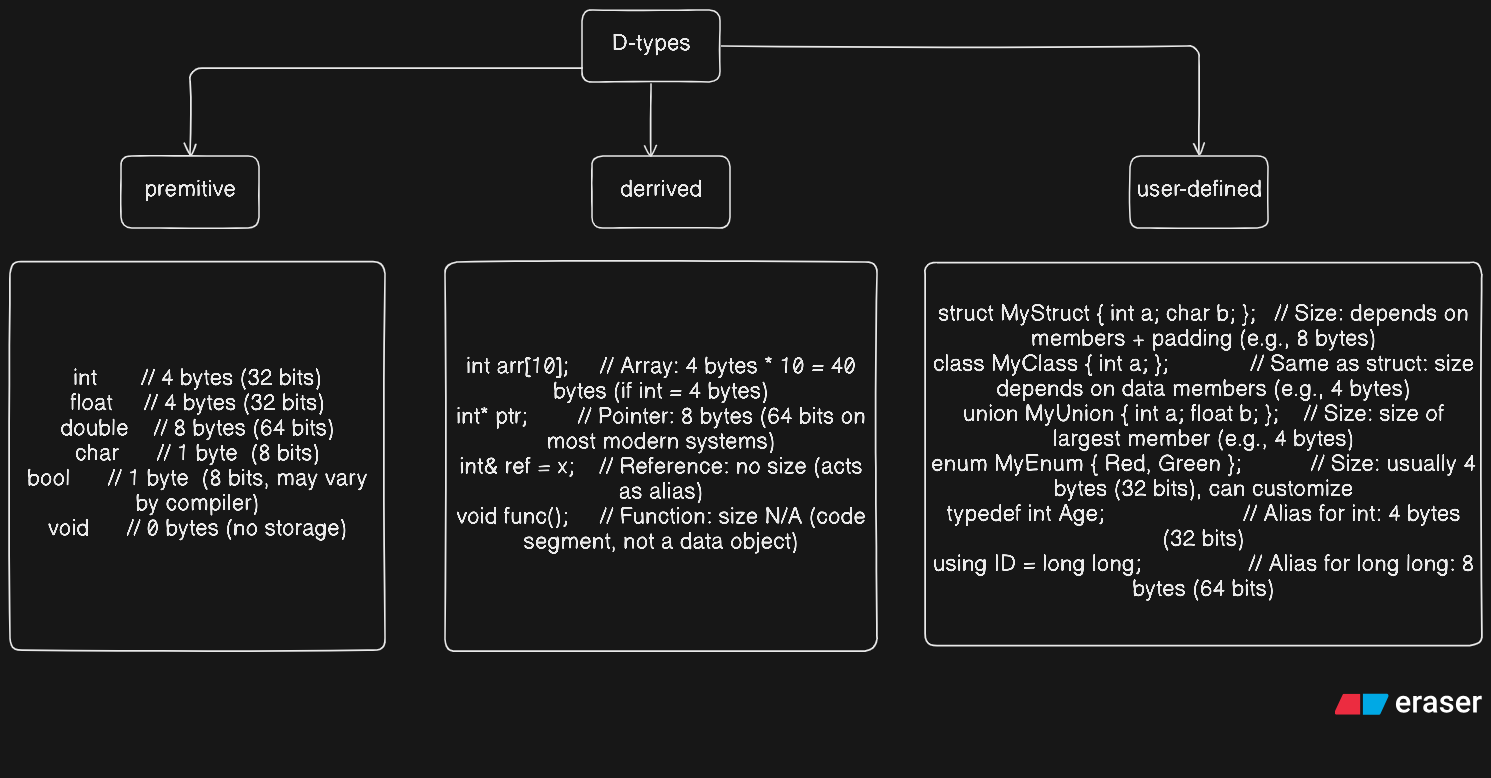 D-types
premitive
derrived
user-defined
int // 4 bytes (32 bits)
float // 4 bytes (32 bits)
double // 8 bytes (64 bits)
char // 1 byte (8 bits)
bool // 1 byte (8 bits, may vary
by compiler)
void // 0 bytes (no storage)
int arr[10]; // Array: 4 bytes * 10 = 40
bytes (if int = 4 bytes)
int* ptr; // Pointer: 8 bytes (64 bits on
most modern systems)
int& ref = x; // Reference: no size (acts
as alias)
void func(); // Function: size N/A (code
segment, not a data object)
struct MyStruct { int a; char b; }; // Size: depends on
members + padding (e.g., 8 bytes)
class MyClass { int a; }; // Same as struct: size
depends on data members (e.g., 4 bytes)
union MyUnion { int a; float b; }; // Size: size of
largest member (e.g., 4 bytes)
enum MyEnum { Red, Green }; // Size: usually 4
bytes (32 bits), can customize
typedef int Age; // Alias for int: 4 bytes
(32 bits)
using ID = long long; // Alias for long long: 8
bytes (64 bits)
eraser